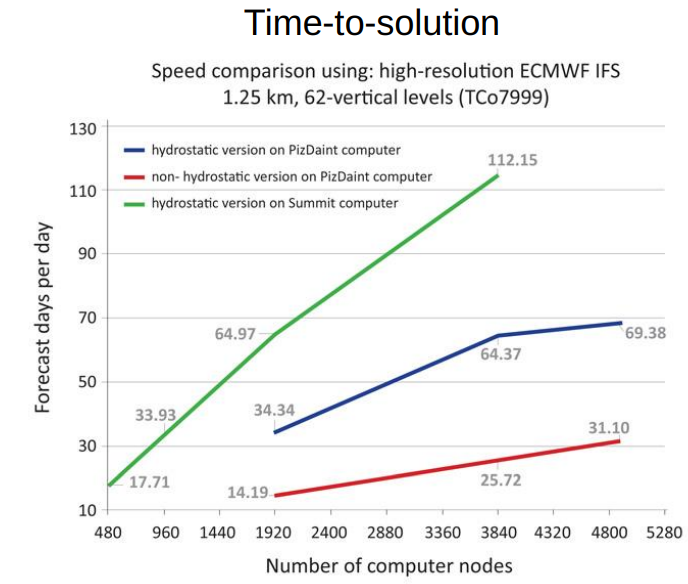 Time-to-solution
Speed comparison using: high-resolution ECMWF IFS
1.25 km, 62-vertical levels (TCo7999)
130
110
90
70
50
30
10
Forecast days per day
hydrostatic version on PizDaint computer
non- hydrostatic version on PizDaint computer
hydrostatic version on Summit computer
112.15
64.97
69.38
64.37
33.93
34.34
31.10
17.71
14.19
25.72
480 960 1440 1920 2400 2880 3360 3840 4320 4800 5280
Number of computer nodes